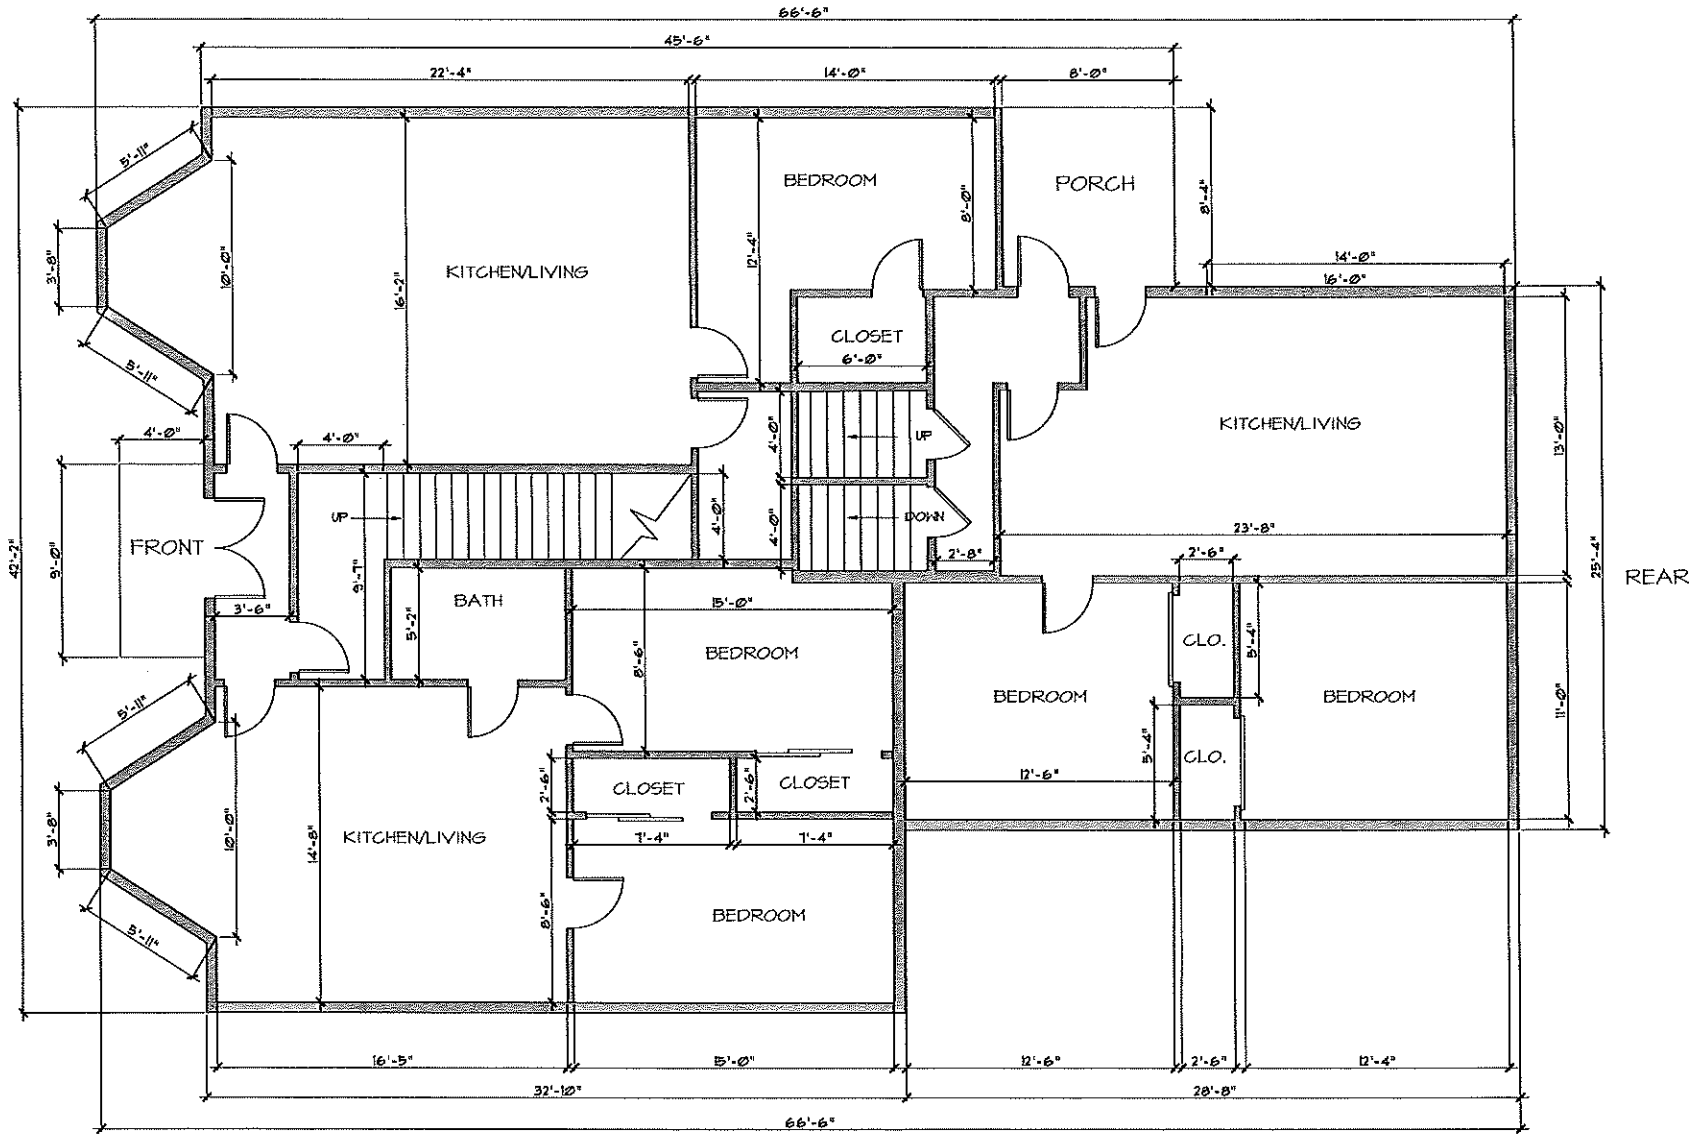 66'-6"
45'-6"
22'-4"
14'-0"
8'-0"
5'-11"
BEDROOM
PORCH
8'-0"
8'-4"
3'-8"
10'-0"
16'-2"
KITCHEN/LIVING
12'-4"
14'-0"
16'-0"
CLOSET
6'-0"
5'-11"
4'-0"
4'-0"
4'-0"
UP
KITCHEN/LIVING
13'-0"
42'-2"
9'-0"
FRONT
UP
4'-0"
4'-0"
DOWN
23'-8"
2'-8"
2'-6"
25'-4"
REAR
9'-7"
3'-6"
BATH
5'-2"
15'-0"
8'-6"
BEDROOM
CLO.
5'-4"
BEDROOM
BEDROOM
11'-0"
5'-11"
5'-4"
CLO.
12'-6"
2'-6"
CLOSET
2'-6"
CLOSET
3'-8"
10'-0"
14'-8"
KITCHEN/LIVING
7'-4"
7'-4"
8'-6"
BEDROOM
5'-11"
16'-5"
15'-0"
12'-6"
2'-6"
12'-4"
32'-10"
28'-8"
66'-6"